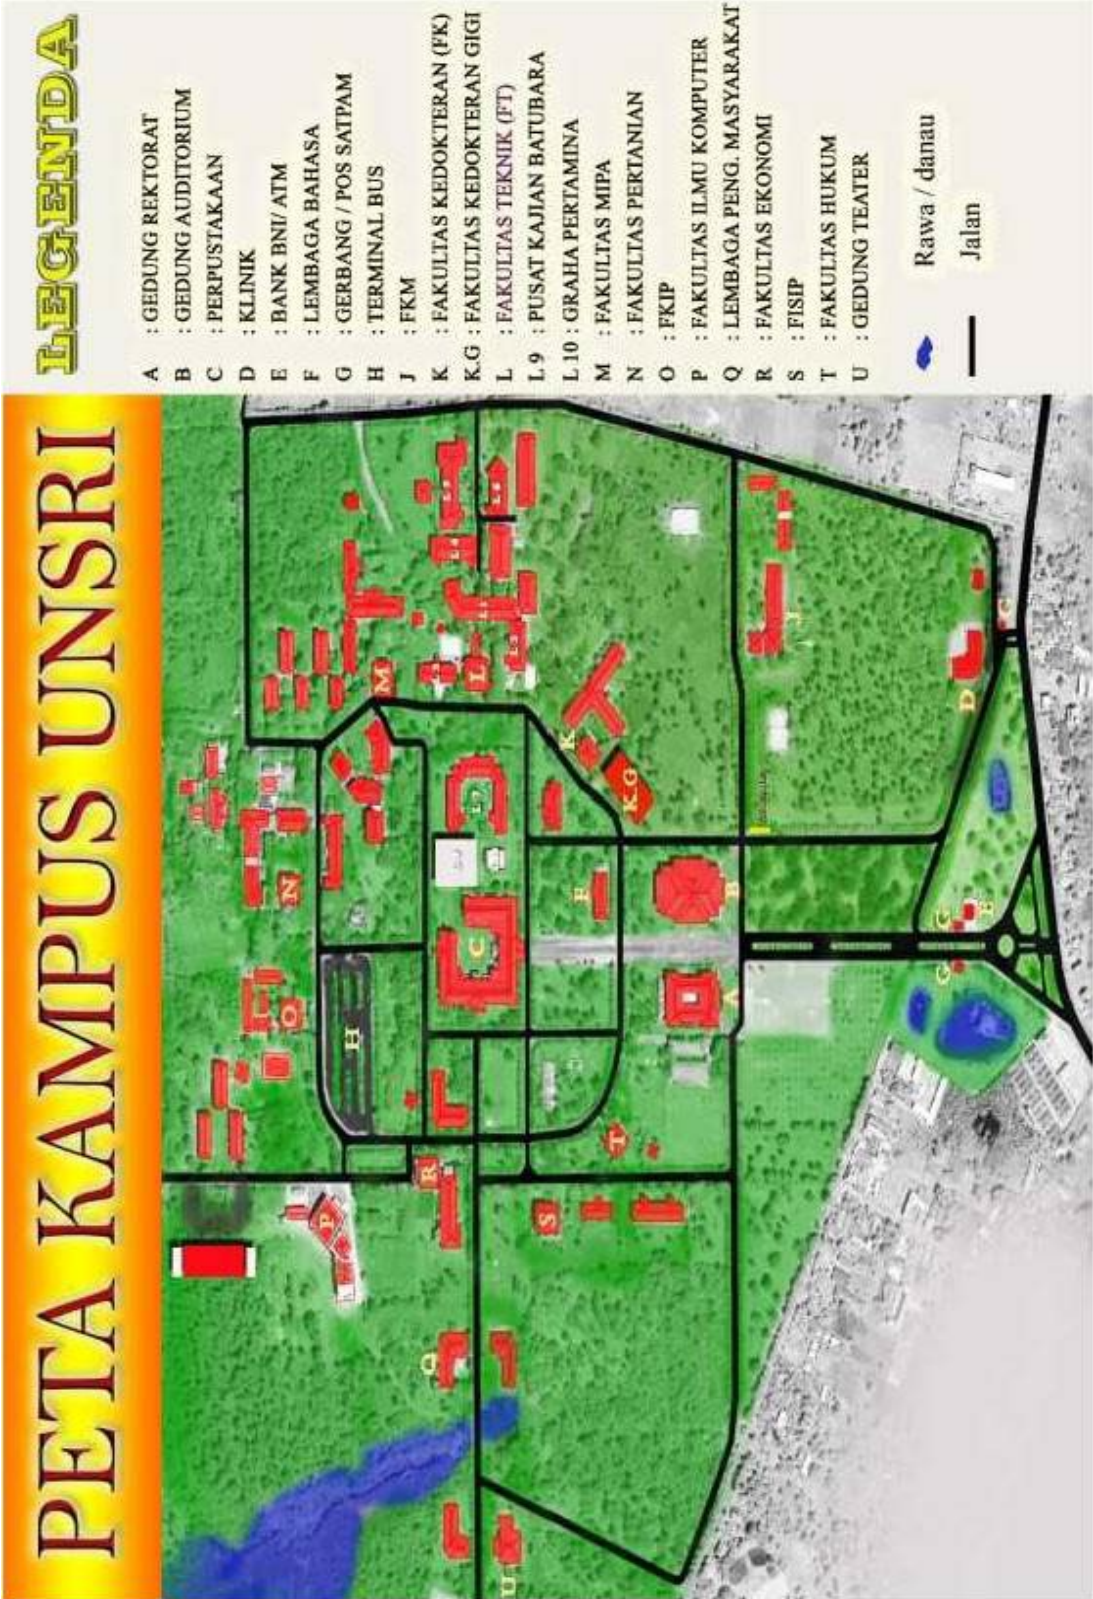 PETA KAMPUS UNSRI
LEGENDA
A : GEDUNG REKTORAT
B : GEDUNG AUDITORIUM
C : PERPUSTAKAAN
D : KLINIK
E : BANK BNI/ ATM
F : LEMBAGA BAHASA
G : GERBANG / POS SATPAM
H : TERMINAL BUS
J : FKM
K : FAKULTAS KEDOKTERAN (FK)
K.G : FAKULTAS KEDOKTERAN GIGI
L : FAKULTAS TEKNIK (FT)
L 9 : PUSAT KAJIAN BATUBARA
L 10 : GRAHA PERTAMINA
M : FAKULTAS MIPA
N : FAKULTAS PERTANIAN
O : FKIP
P : FAKULTAS ILMU KOMPUTER
Q : LEMBAGA PENG. MASYARAKAT
R : FAKULTAS EKONOMI
S : FISIP
T : FAKULTAS HUKUM
U : GEDUNG TEATER
Rawa / danau
Jalan
N
M
O
H
P
R
L
C
K
K.G
F
B
A
T
S
Q
U
J
D
G
G
E
G